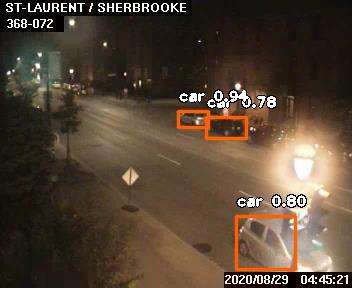 ST-LAURENT / SHERBROOKE
368-072
car 0.94
car 0.78
car 0.80
2020/08/29 04:45:21